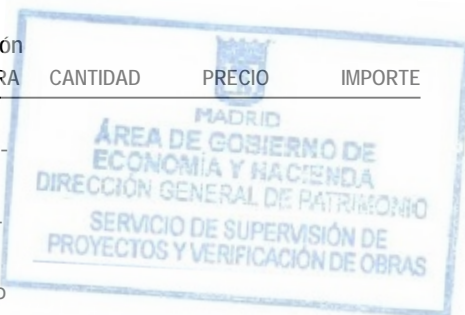 ón
RA CANTIDAD PRECIO IMPORTE
MADRID
ÁREA DE GOBIERNO DE
ECONOMÍA Y HACIENDA
DIRECCIÓN GENERAL DE PATRIMONIO
SERVICIO DE SUPERVISIÓN DE
PROYECTOS Y VERIFICACIÓN DE OBRAS
o